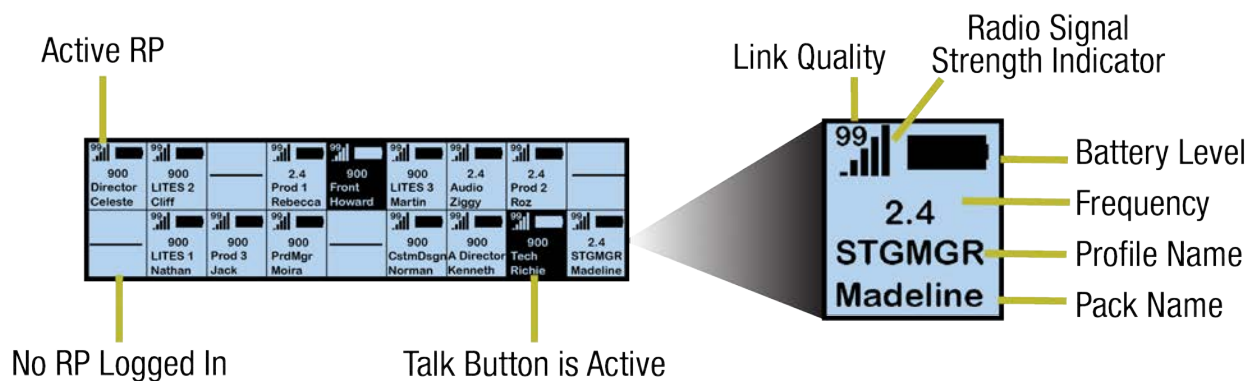 Active RP
Link Quality
Radio Signal
Strength Indicator
99 99 99 99 99 99 99
900 900 2.4 900 900 2.4 2.4
Director LITES 2 Prod 1 Front LITES 3 Audio Prod 2
Celeste Cliff Rebecca Howard Martin Ziggy Roz
99 99 99 99 99 99 99
900 900 900 900 900 900 2.4
LITES 1 Prod 3 PrdMgr CstmDsgn A Director Tech STGMGR
Nathan Jack Moira Norman Kenneth Richie Madeline
99
2.4
STGMGR
Madeline
Battery Level
Frequency
Profile Name
Pack Name
No RP Logged In
Talk Button is Active